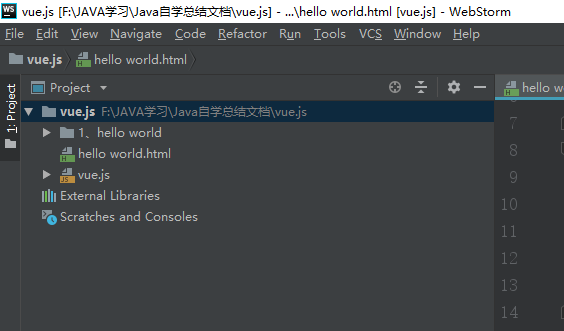 WS vue.js [F:\JAVA学习\Java自学总结文档\vue.js] - ...\hello world.html [vue.js] - WebStorm
File Edit View Navigate Code Refactor Run Tools VCS Window Help
vue.js hello world.html
1: Project
Project
hello wo
vue.js F:\JAVA学习\Java自学总结文档\vue.js
1、hello world
hello world.html
vue.js
External Libraries
Scratches and Consoles
7
8
9
10
11
12
13
14